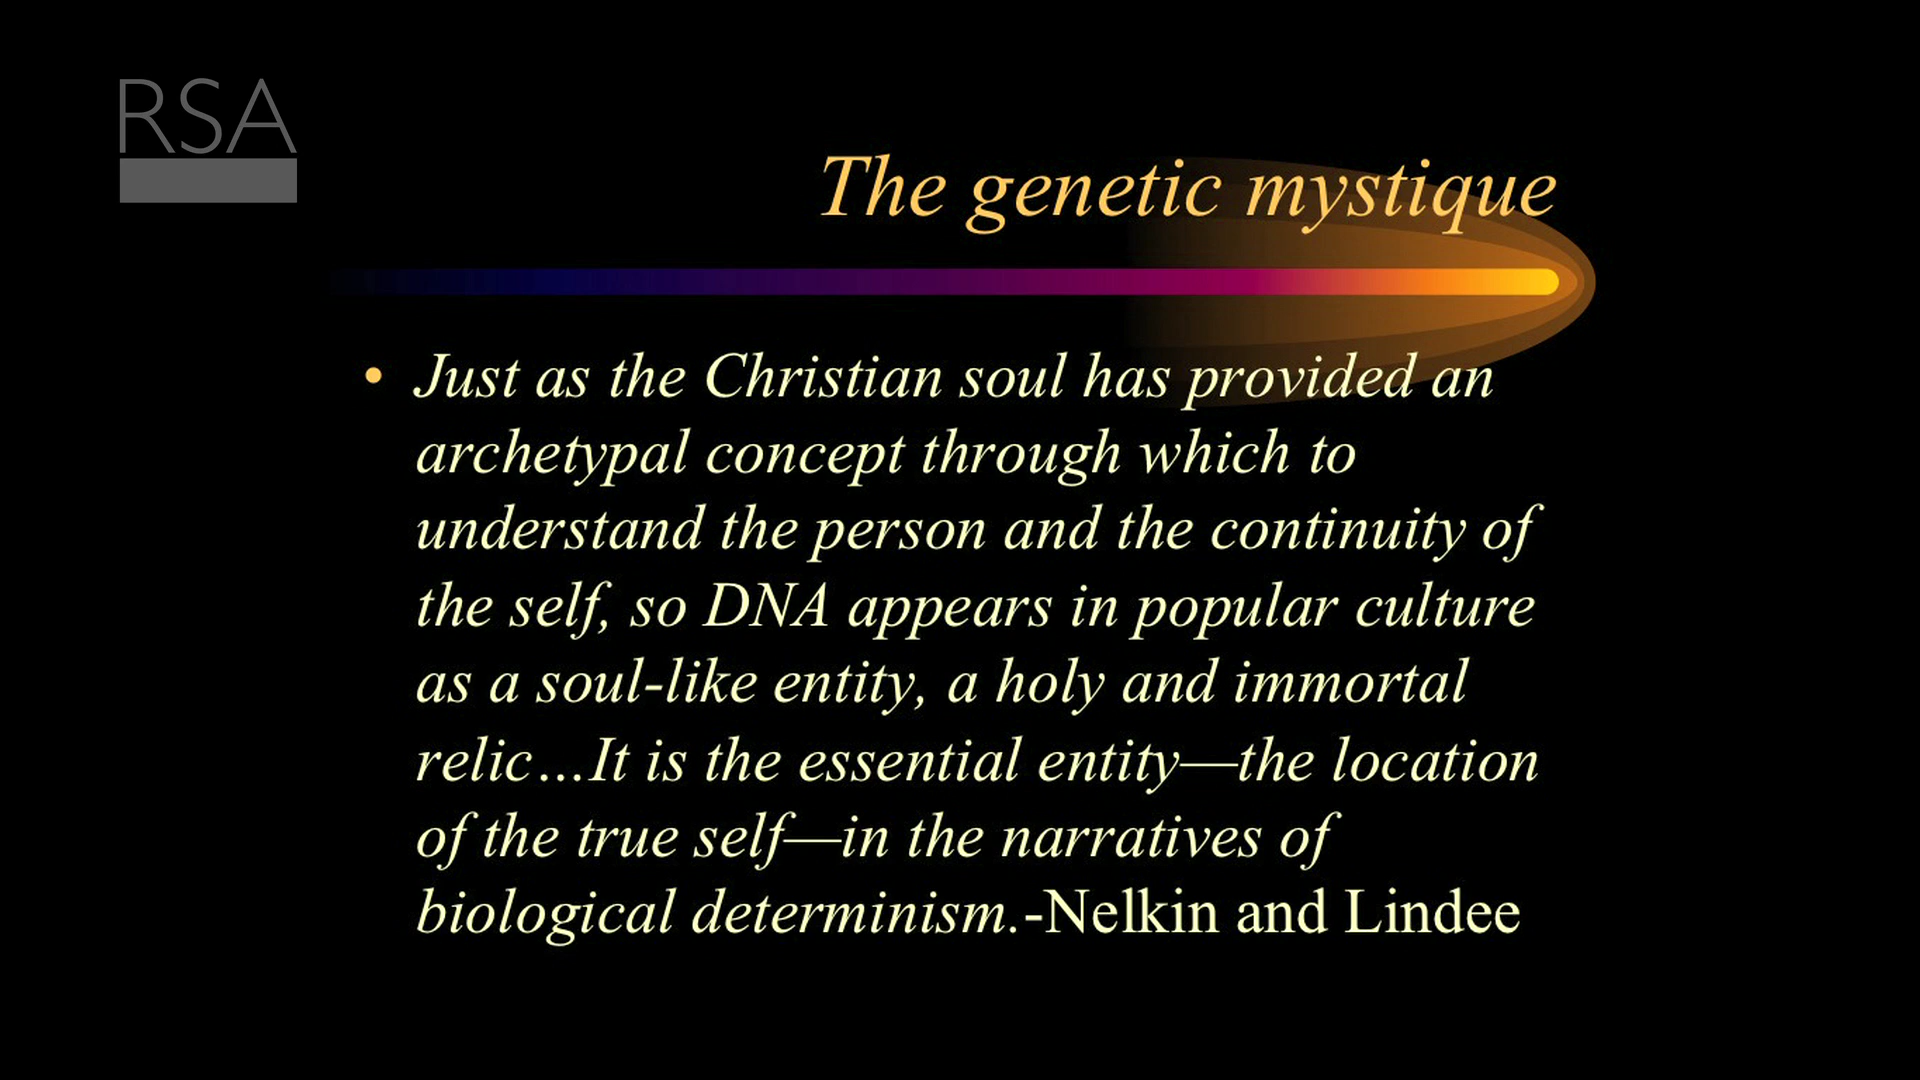 RSA
The genetic mystique
• Just as the Christian soul has provided an
archetypal concept through which to
understand the person and the continuity of
the self, so DNA appears in popular culture
as a soul-like entity, a holy and immortal
relic…It is the essential entity—the location
of the true self—in the narratives of
biological determinism.-Nelkin and Lindee